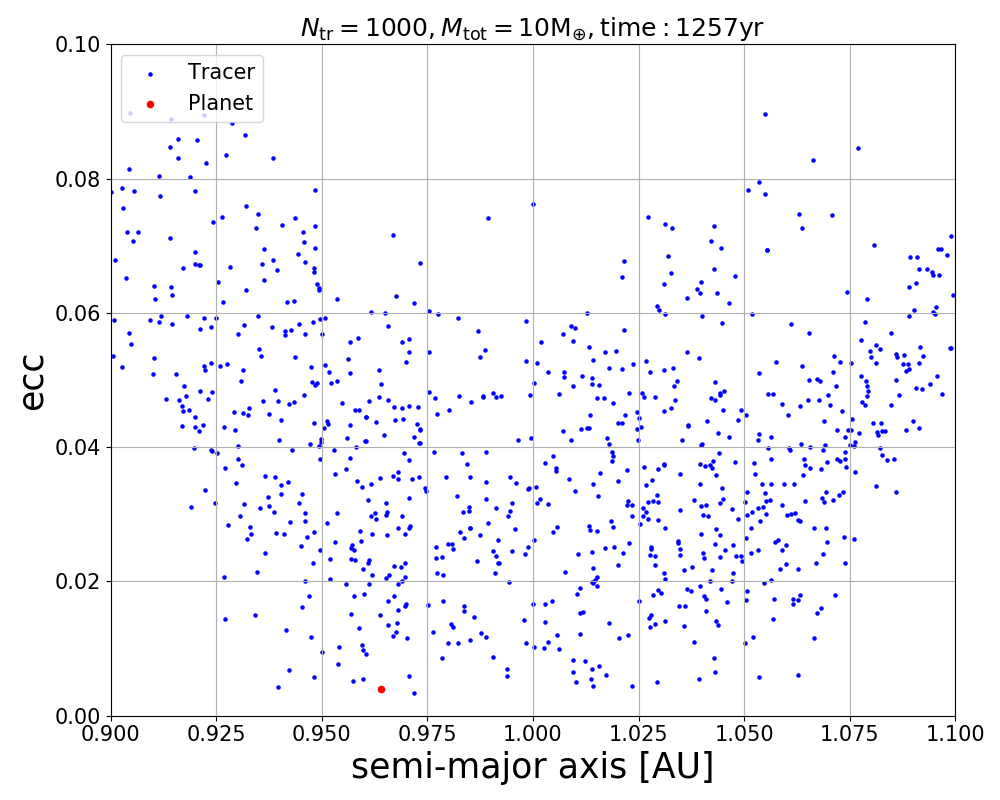 N_tr = 1000, M_tot = 10M_⊕, time : 1257yr
Tracer
Planet
0.10
0.08
0.06
0.04
0.02
0.00
ecc
0.900 0.925 0.950 0.975 1.000 1.025 1.050 1.075 1.100
semi-major axis [AU]